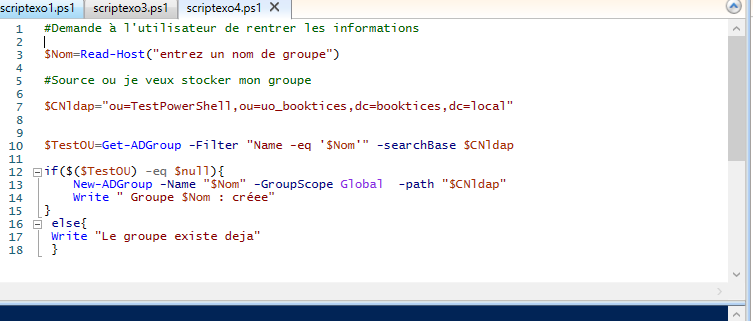 scriptexo1.ps1 scriptexo3.ps1 scriptexo4.ps1 X
1 #Demande à l'utilisateur de rentrer les informations
2
3 $Nom=Read-Host("entrez un nom de groupe")
4
5 #Source ou je veux stocker mon groupe
6
7 $CNldap="ou=TestPowerShell,ou=uo_booktices,dc=booktices,dc=local"
8
9
10 $TestOU=Get-ADGroup -Filter "Name -eq '$Nom'" -searchBase $CNldap
11
12 if($($TestOU) -eq $null){
13 New-ADGroup -Name "$Nom" -GroupScope Global  -path "$CNldap"
14 Write " Groupe $Nom : créee"
15 }
16 else{
17 Write "Le groupe existe deja"
18 }